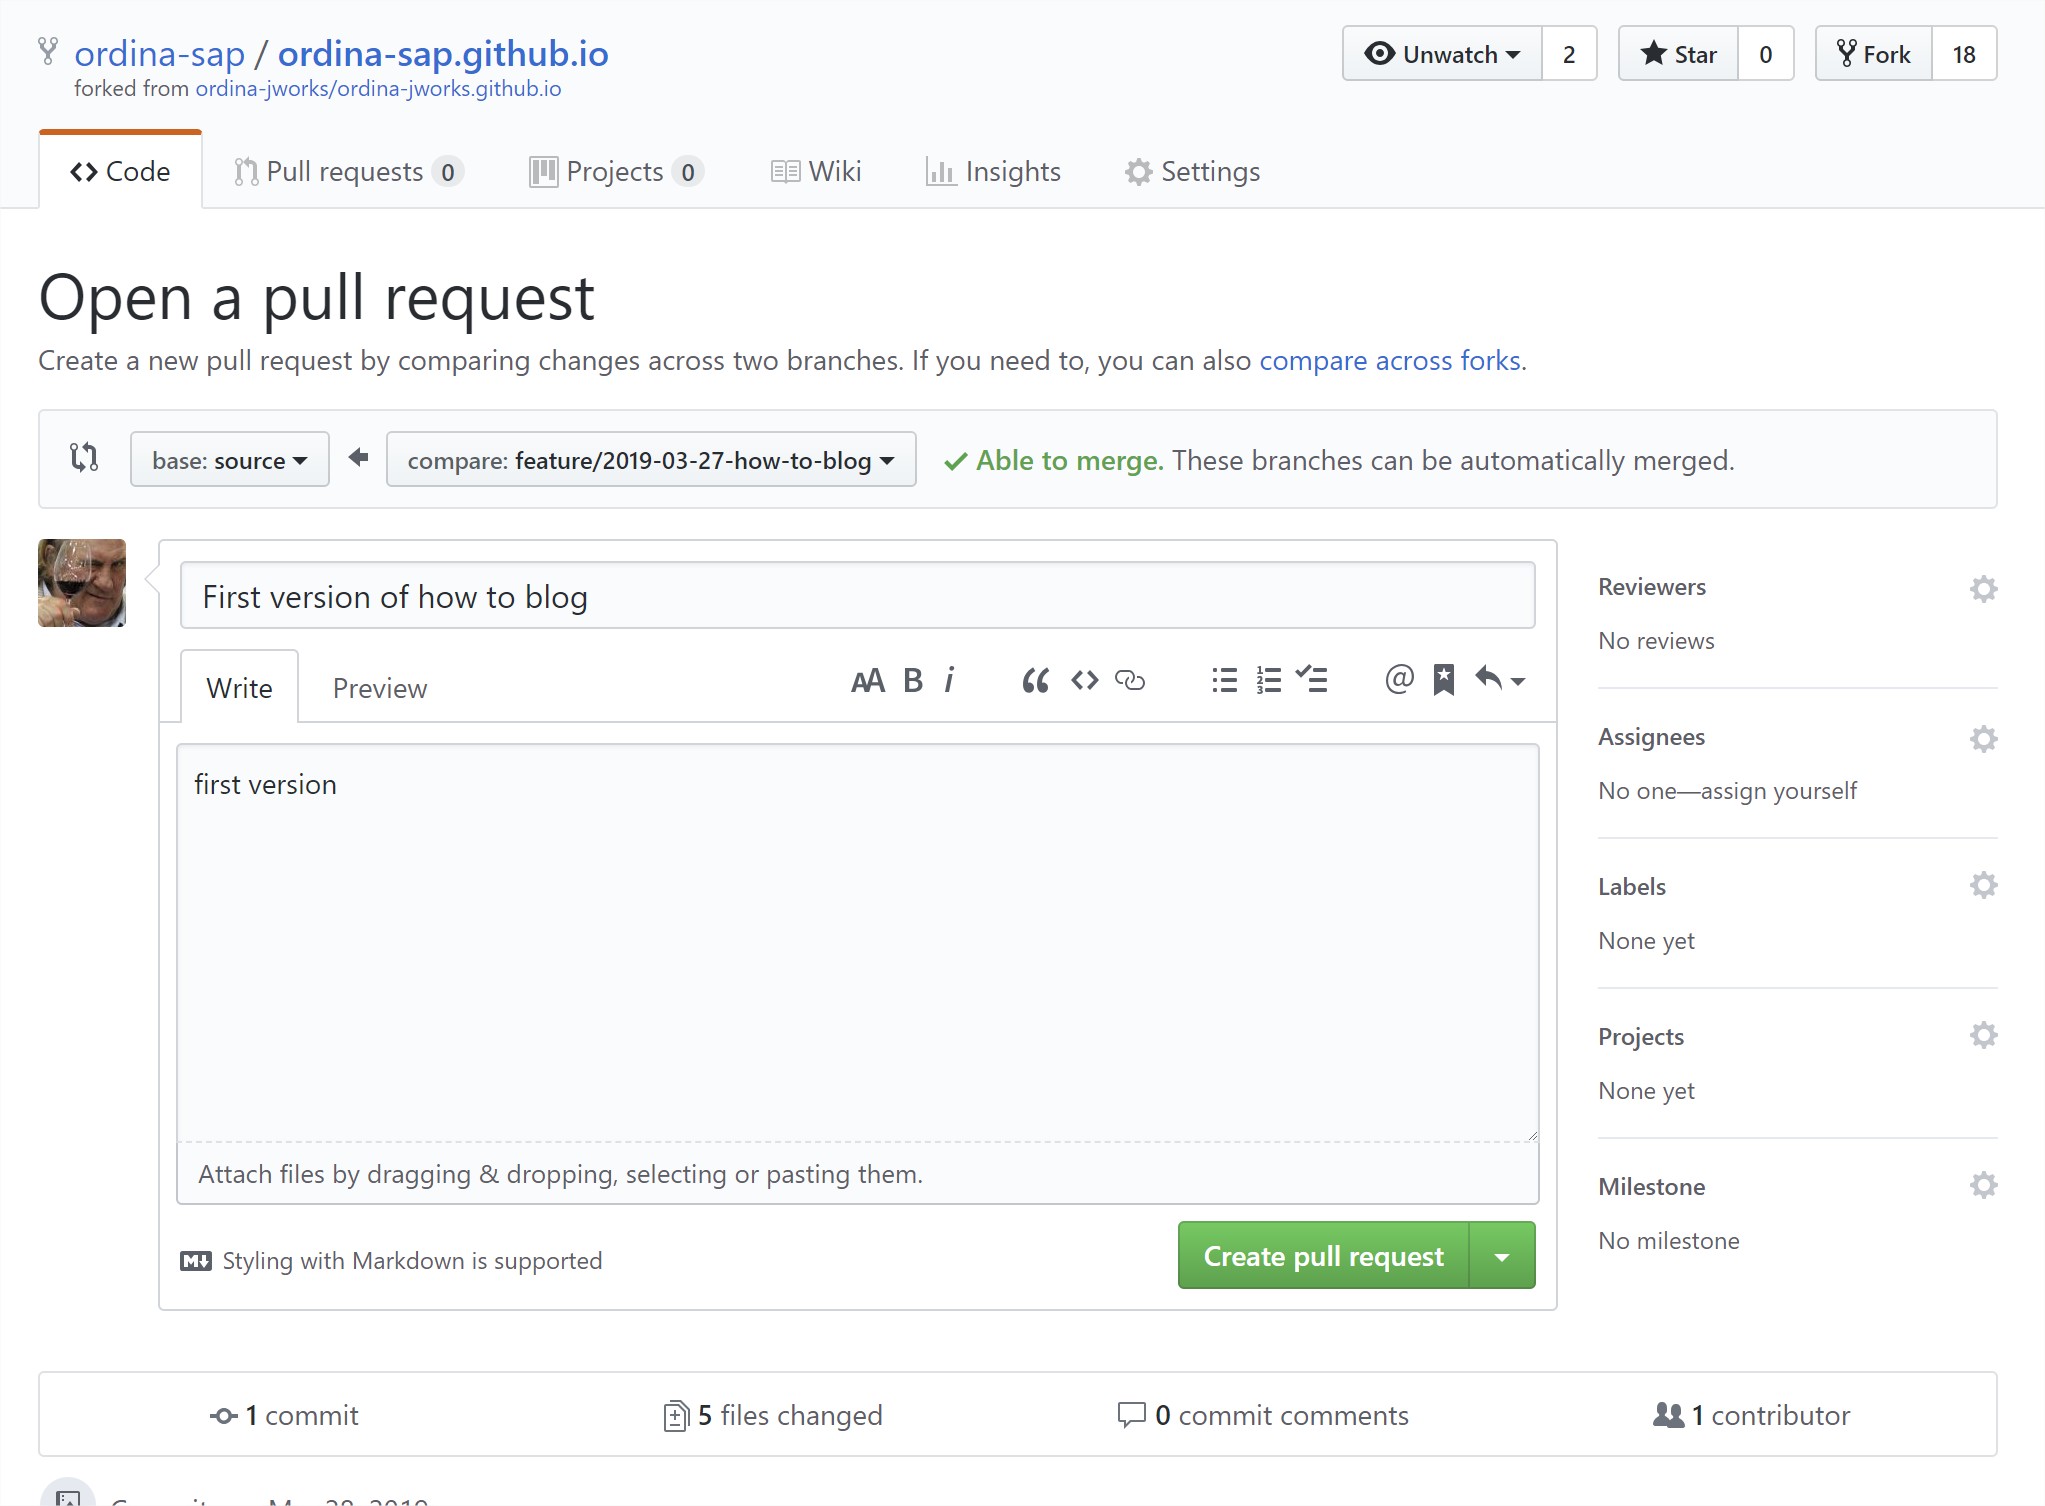 ordina-sap / ordina-sap.github.io
forked from ordina-jworks/ordina-jworks.github.io
Unwatch 2
Star 0
Fork 18
Code
Pull requests 0
Projects 0
Wiki
Insights
Settings
Open a pull request
Create a new pull request by comparing changes across two branches. If you need to, you can also compare across forks.
base: source
compare: feature/2019-03-27-how-to-blog
Able to merge. These branches can be automatically merged.
First version of how to blog
Write
Preview
AA B i
@
first version
Attach files by dragging & dropping, selecting or pasting them.
Styling with Markdown is supported
Create pull request
Reviewers
No reviews
Assignees
No one—assign yourself
Labels
None yet
Projects
None yet
Milestone
No milestone
1 commit
5 files changed
0 commit comments
1 contributor